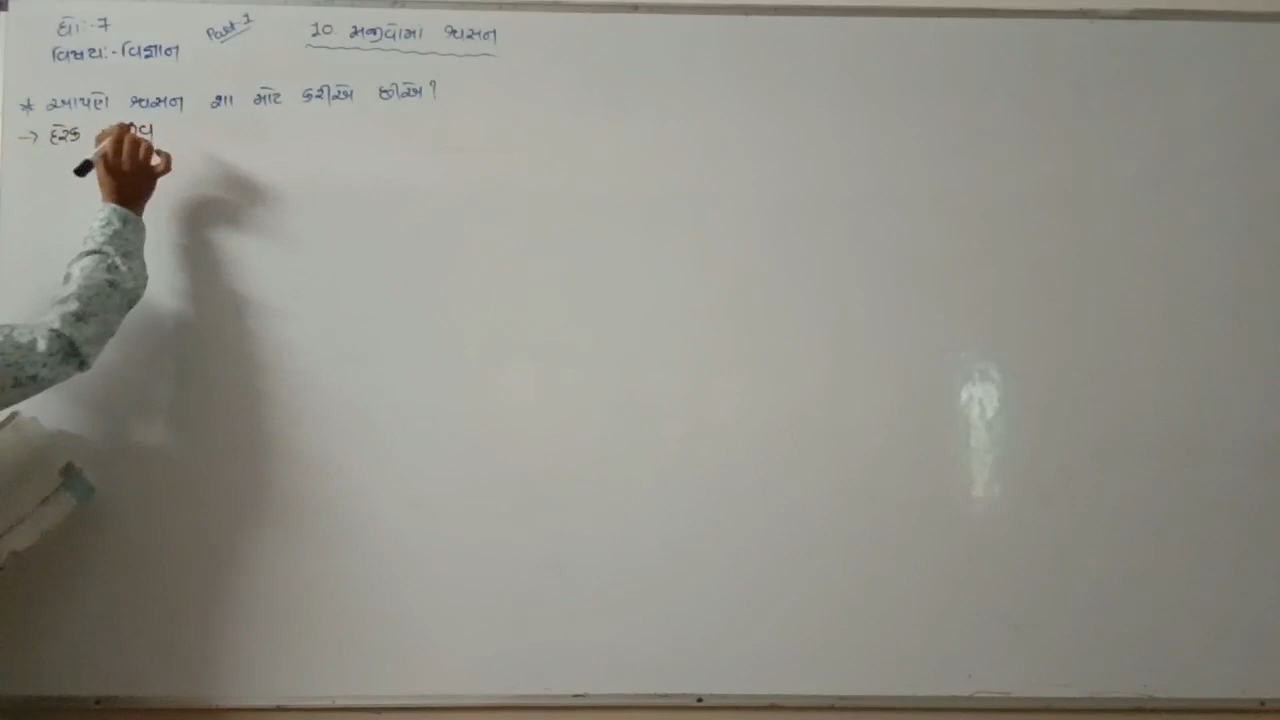 ધો:-7
Part-1
10. સજીવોમાં શ્વસન
વિષય:-વિજ્ઞાન
* આપણે શ્વસન શા માટે કરીએ છીએ?
→ દરેક